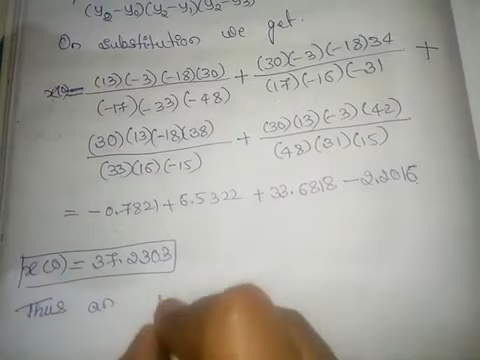 (y₂-y₀)(y₂-y₁)(y₂-y₃)
On substitution we get.
= (13)(-3)(-18)(30) / (-17)(-33)(-48) + (30)(-3)(-18)34 / (17)(-16)(-31 +
(30)(13)(-18)(38) / (33)(16)(-15) + (30)(13)(-3)(42) / (48)(31)(15)
= -0.7821+6.5322 +33.6818-2.2016
x(0) = 37.2303
Thus an